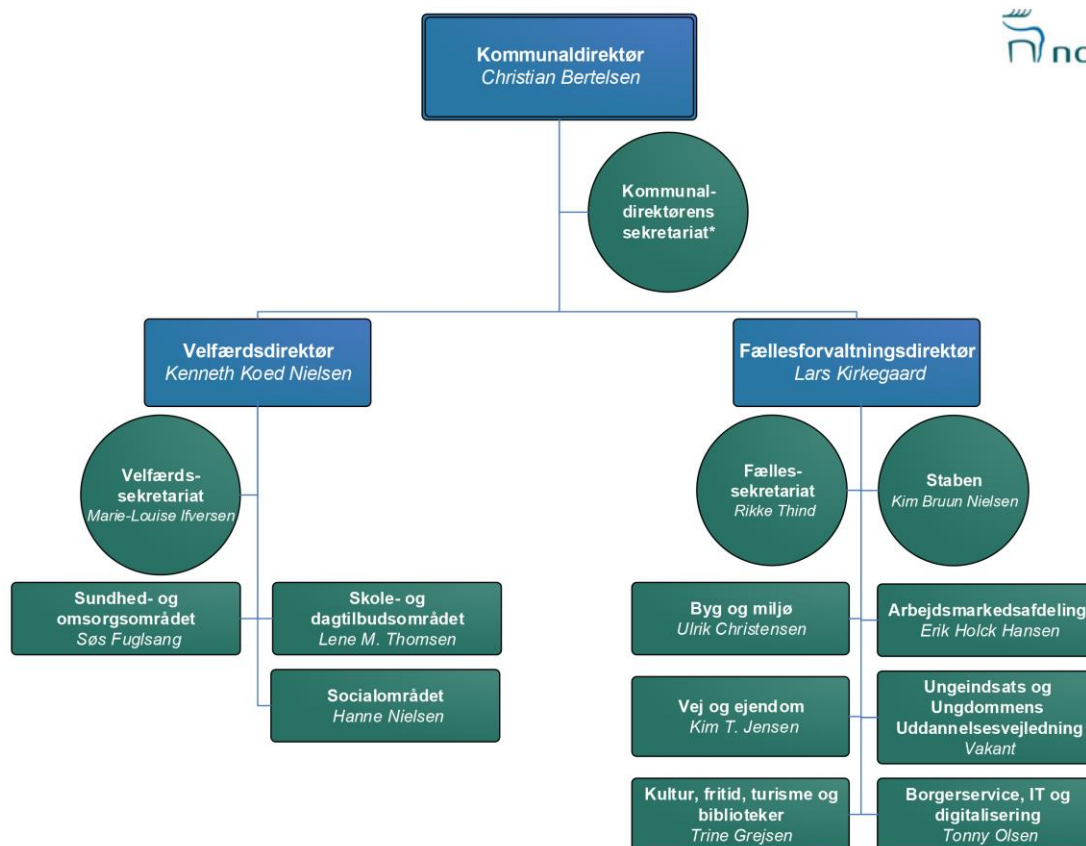 Kommunaldirektør
Christian Bertelsen
no
Kommunal-
direktørens
sekretariat*
Velfærdsdirektør
Kenneth Koed Nielsen
Fællesforvaltningsdirektør
Lars Kirkegaard
Velfærds-
sekretariat
Marie-Louise Ifversen
Fælles-
sekretariat
Rikke Thind
Staben
Kim Bruun Nielsen
Sundhed- og
omsorgsområdet
Søs Fuglsang
Skole- og
dagtilbudsområdet
Lene M. Thomsen
Byg og miljø
Ulrik Christensen
Arbejdsmarkedsafdeling
Erik Holck Hansen
Socialområdet
Hanne Nielsen
Vej og ejendom
Kim T. Jensen
Ungeindsats og
Ungdommens
Uddannelsesvejledning
Vakant
Kultur, fritid, turisme og
biblioteker
Trine Grejsen
Borgerservice, IT og
digitalisering
Tonny Olsen